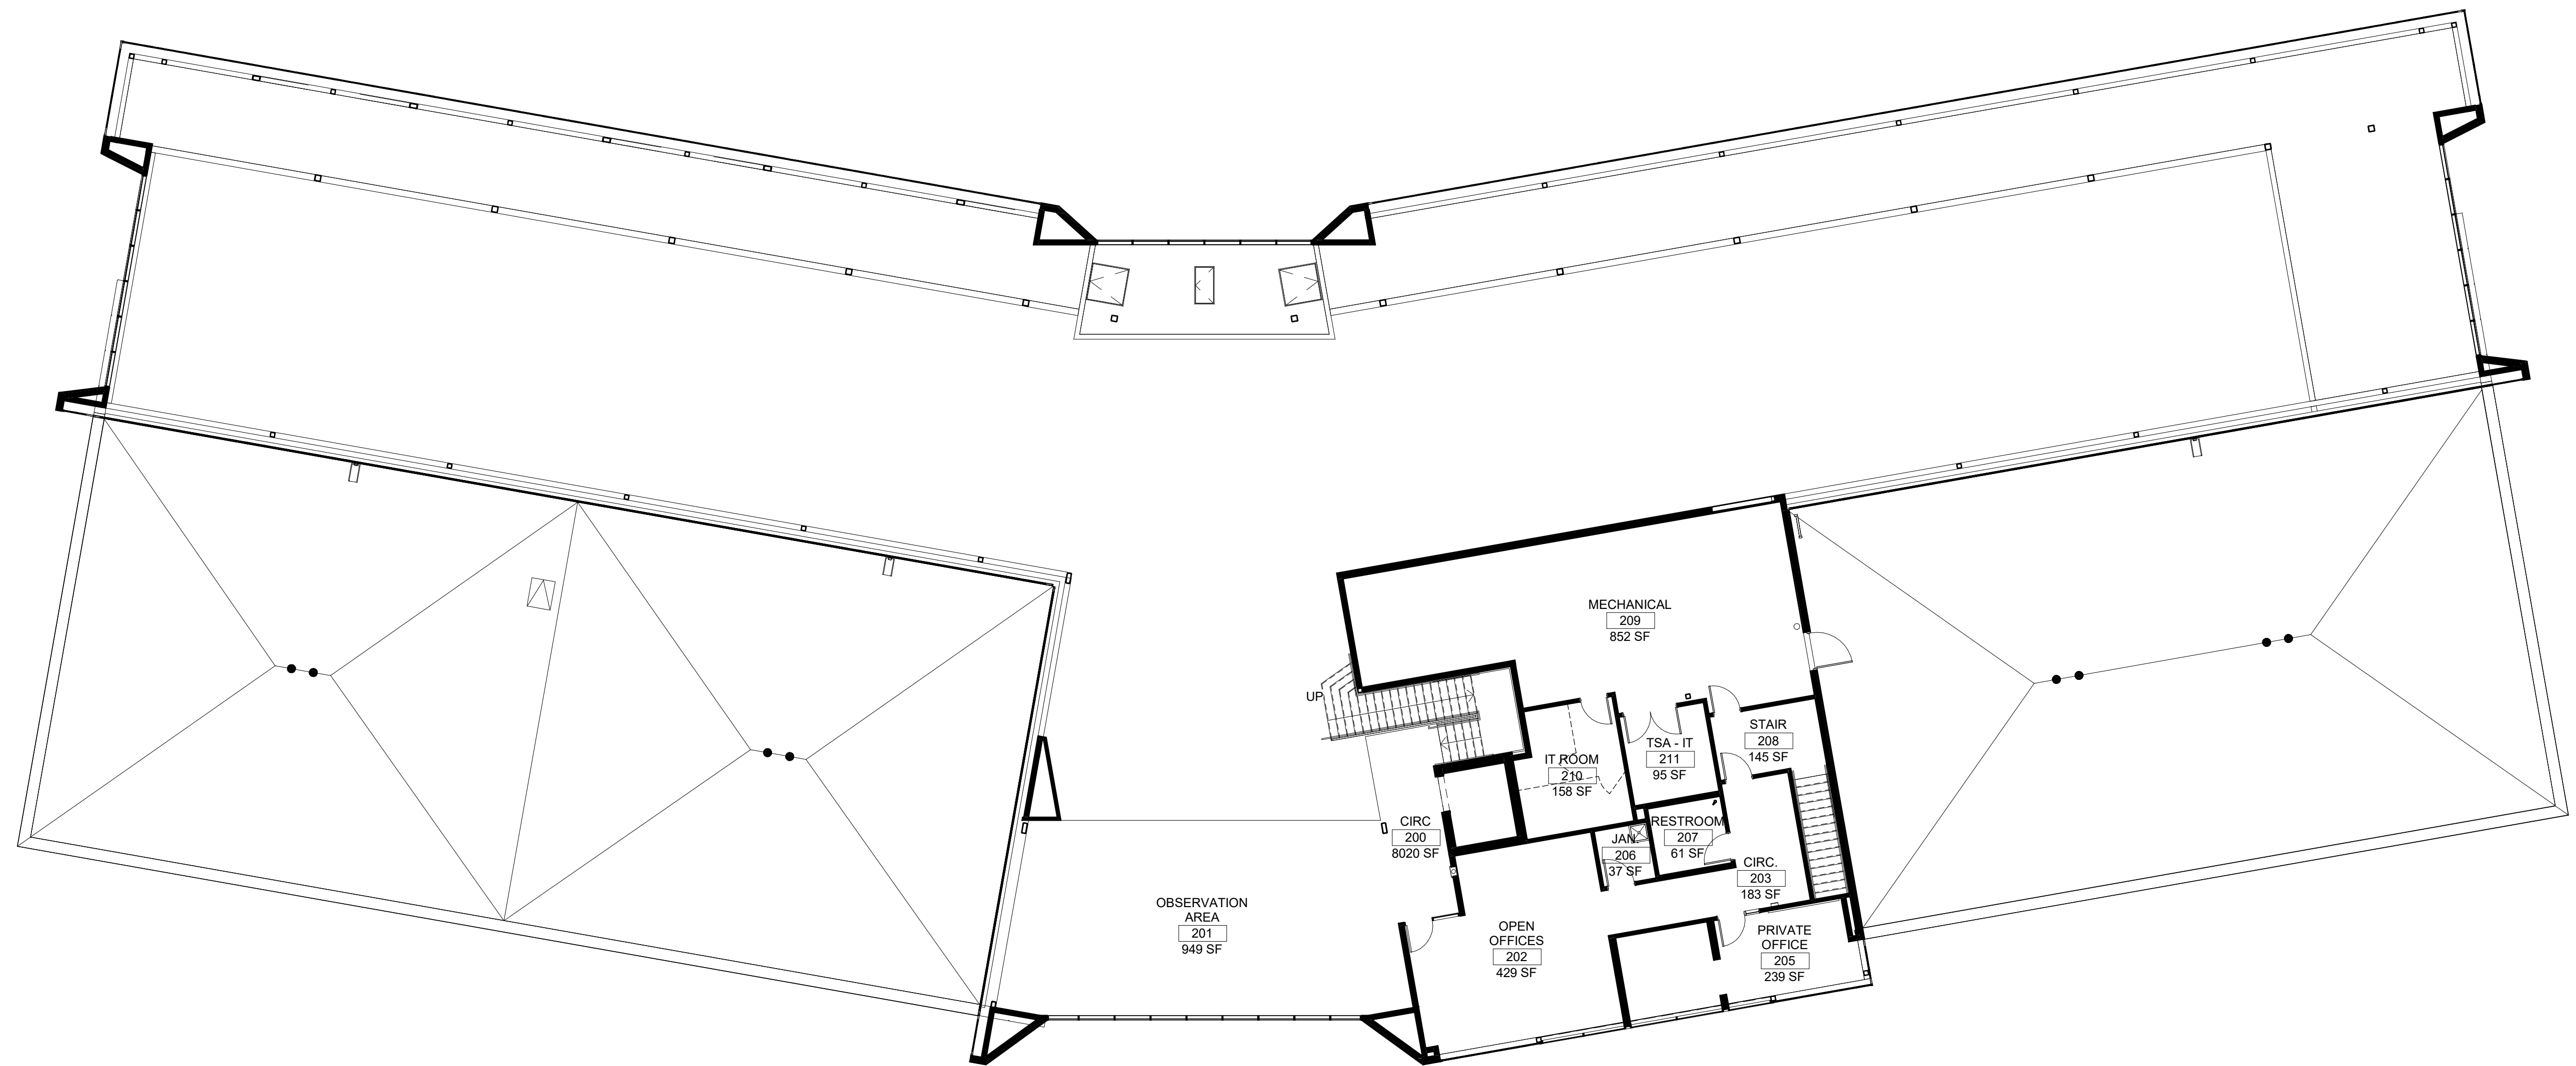 MECHANICAL
209
852 SF
UP
STAIR
208
145 SF
TSA - IT
211
95 SF
IT ROOM
210
158 SF
CIRC
200
8020 SF
RESTROOM
207
61 SF
JAN.
206
37 SF
CIRC.
203
183 SF
OBSERVATION
AREA
201
949 SF
OPEN
OFFICES
202
429 SF
PRIVATE
OFFICE
205
239 SF